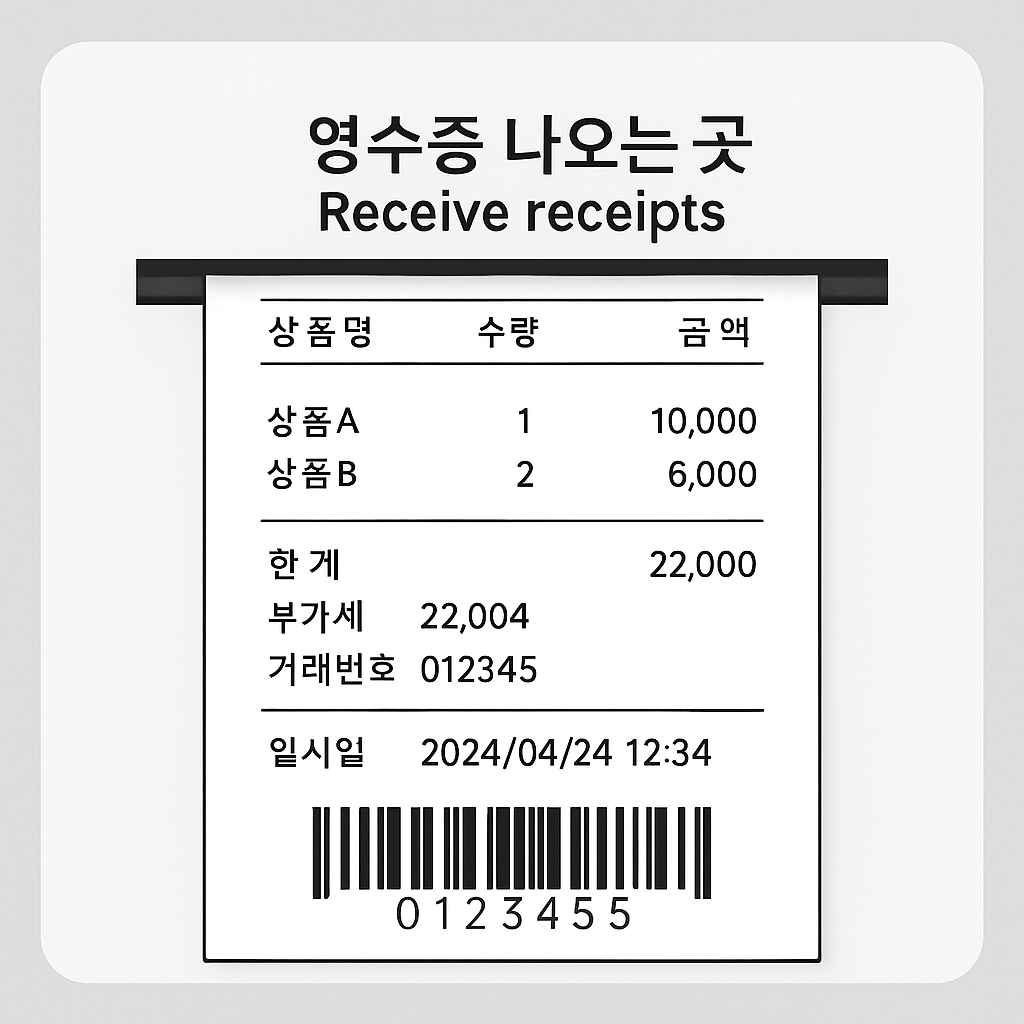 영수증 나오는 곳
Receive receipts
상폼명 수량 곰액
상폼A 1 10,000
상폼B 2 6,000
한게 22,000
부가세 22,004
거래번호 012345
일시일 2024/04/24 12:34
0123455